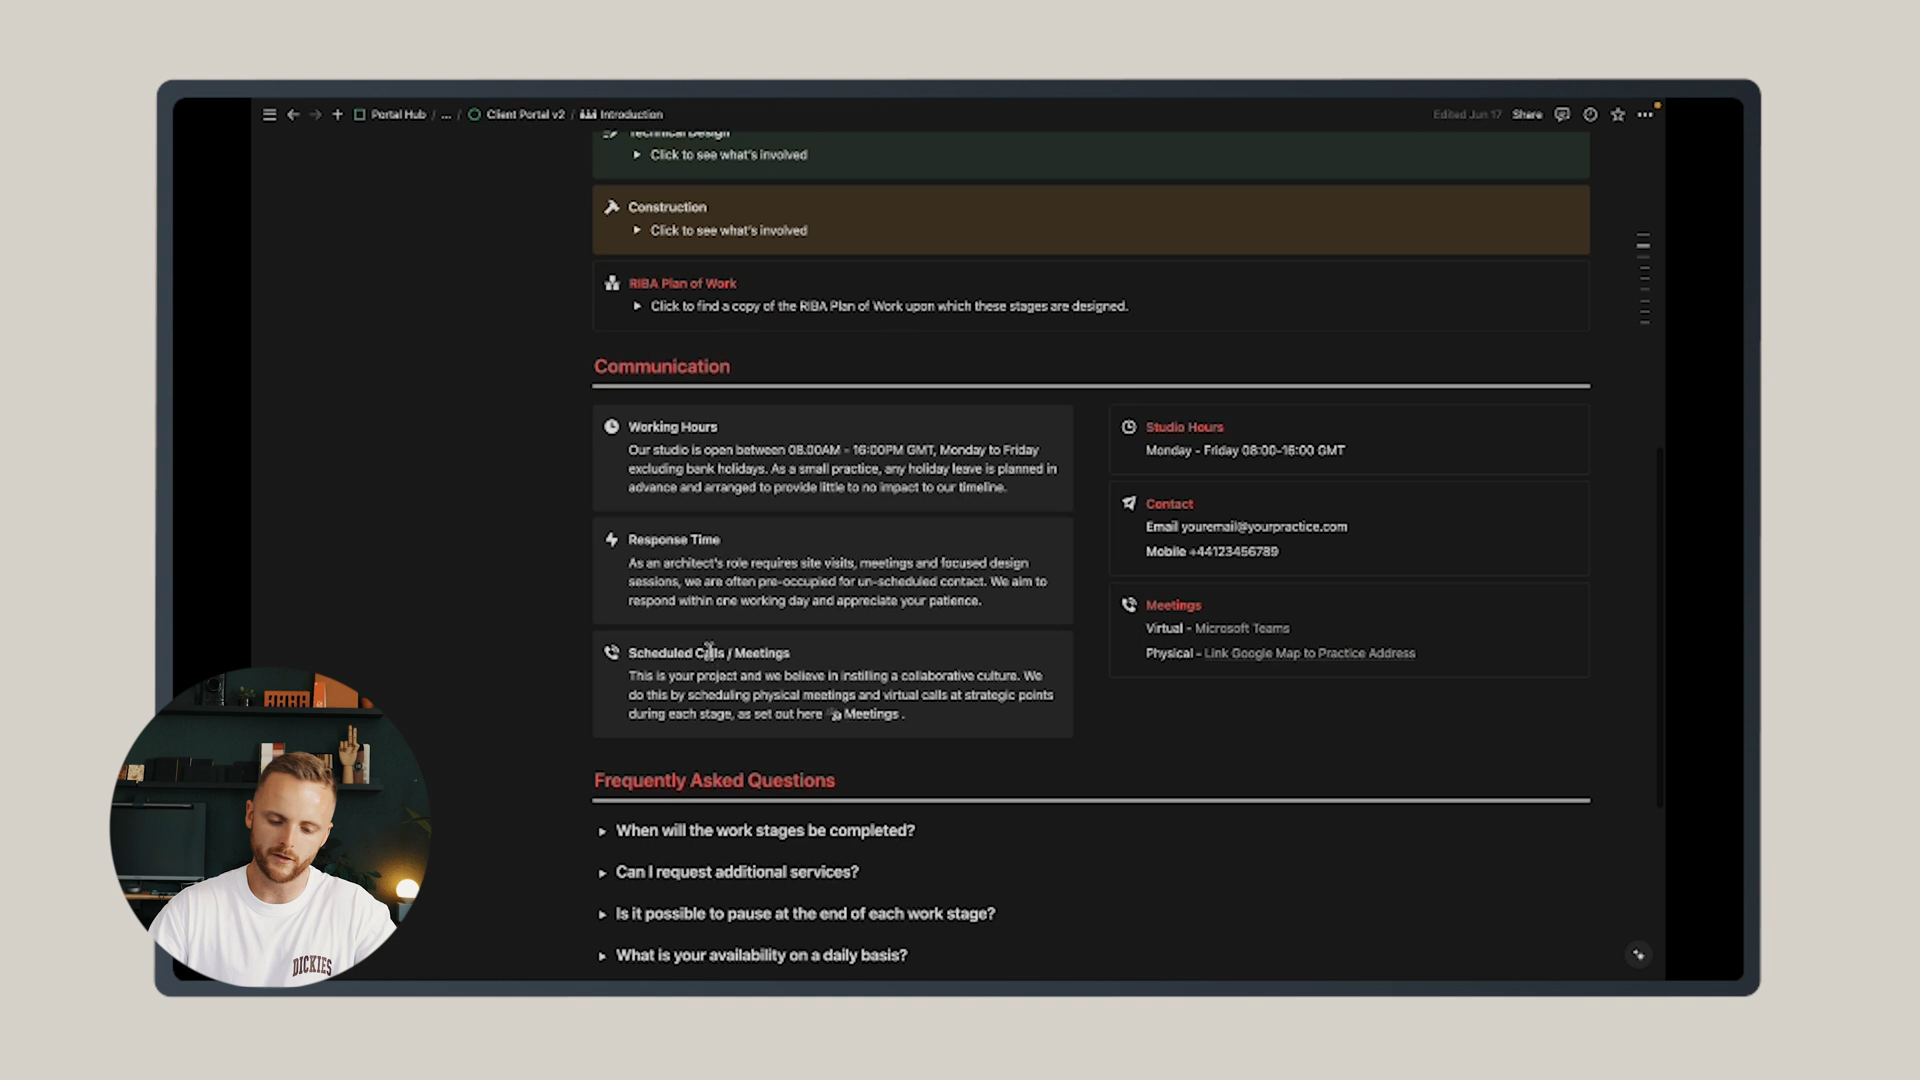 Portal Hub / ... / Client Portal v2 / Introduction
Edited Jun 17 Share
Technical Design
Click to see what's involved
Construction
Click to see what's involved
RIBA Plan of Work
Click to find a copy of the RIBA Plan of Work upon which these stages are designed.
Communication
Working Hours
Our studio is open between 08.00AM - 16:00PM GMT, Monday to Friday
excluding bank holidays. As a small practice, any holiday leave is planned in
advance and arranged to provide little to no impact to our timeline.
Response Time
As an architect's role requires site visits, meetings and focused design
sessions, we are often pre-occupied for un-scheduled contact. We aim to
respond within one working day and appreciate your patience.
Scheduled Calls / Meetings
This is your project and we believe in instilling a collaborative culture. We
do this by scheduling physical meetings and virtual calls at strategic points
during each stage, as set out here Meetings .
Studio Hours
Monday - Friday 08:00-16:00 GMT
Contact
Email youremail@yourpractice.com
Mobile +44123456789
Meetings
Virtual - Microsoft Teams
Physical - Link Google Map to Practice Address
Frequently Asked Questions
When will the work stages be completed?
Can I request additional services?
Is it possible to pause at the end of each work stage?
What is your availability on a daily basis?
DICKIES